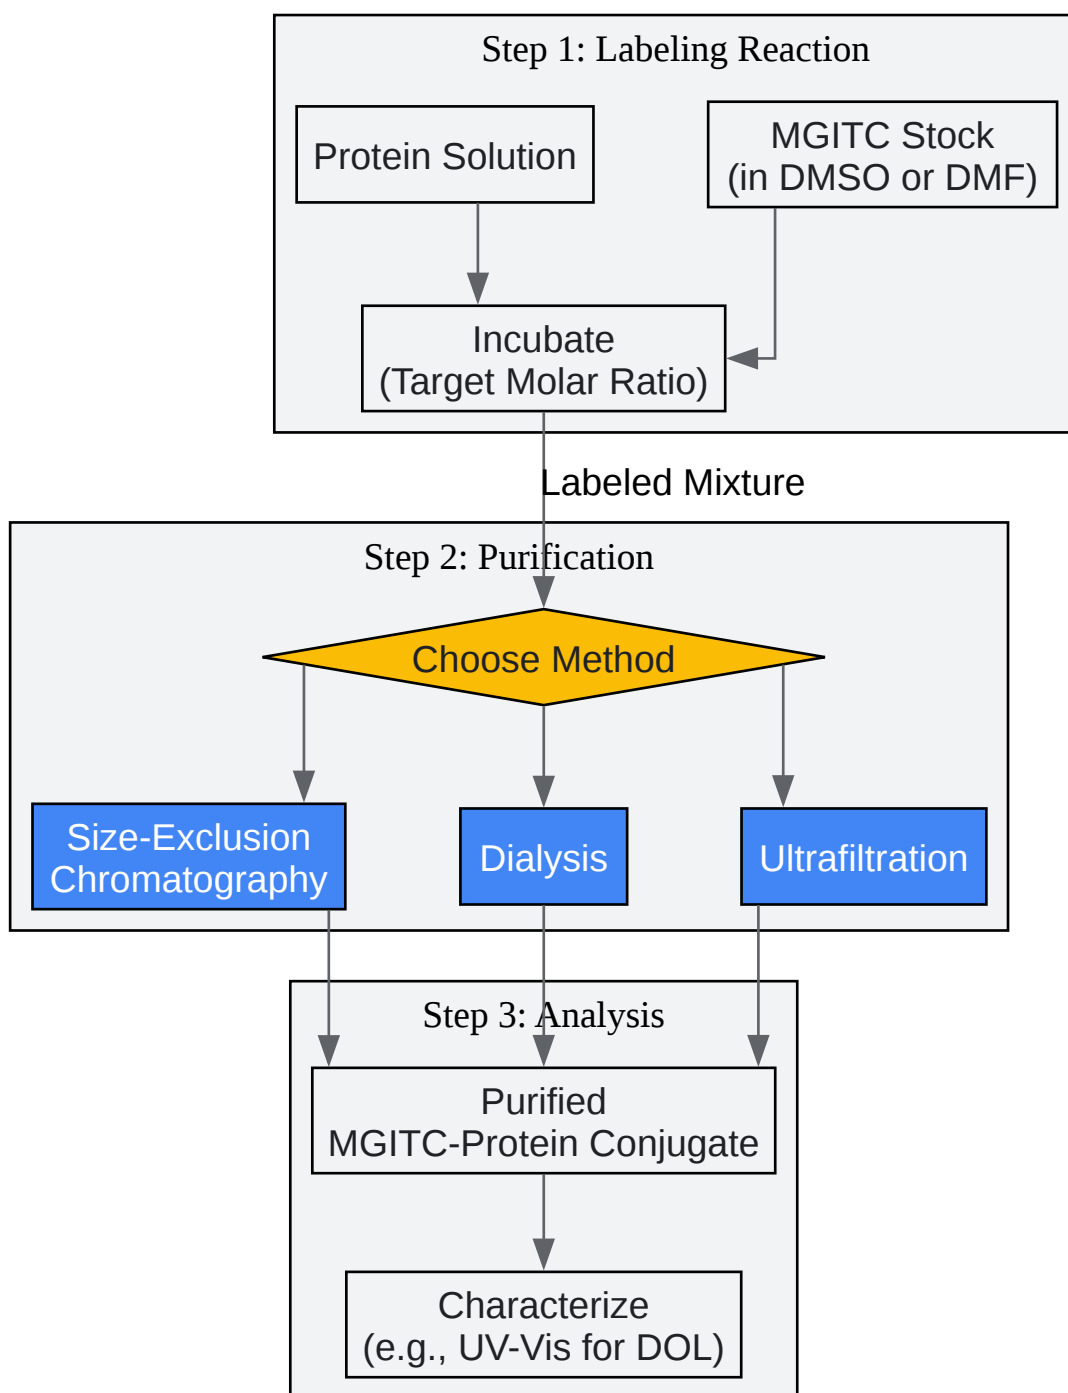 Step 1: Labeling Reaction
Protein Solution
MGITC Stock
(in DMSO or DMF)
Incubate
(Target Molar Ratio)
Labeled Mixture
Step 2: Purification
Choose Method
Size-Exclusion
Chromatography
Dialysis
Ultrafiltration
Step 3: Analysis
Purified
MGITC-Protein Conjugate
Characterize
(e.g., UV-Vis for DOL)